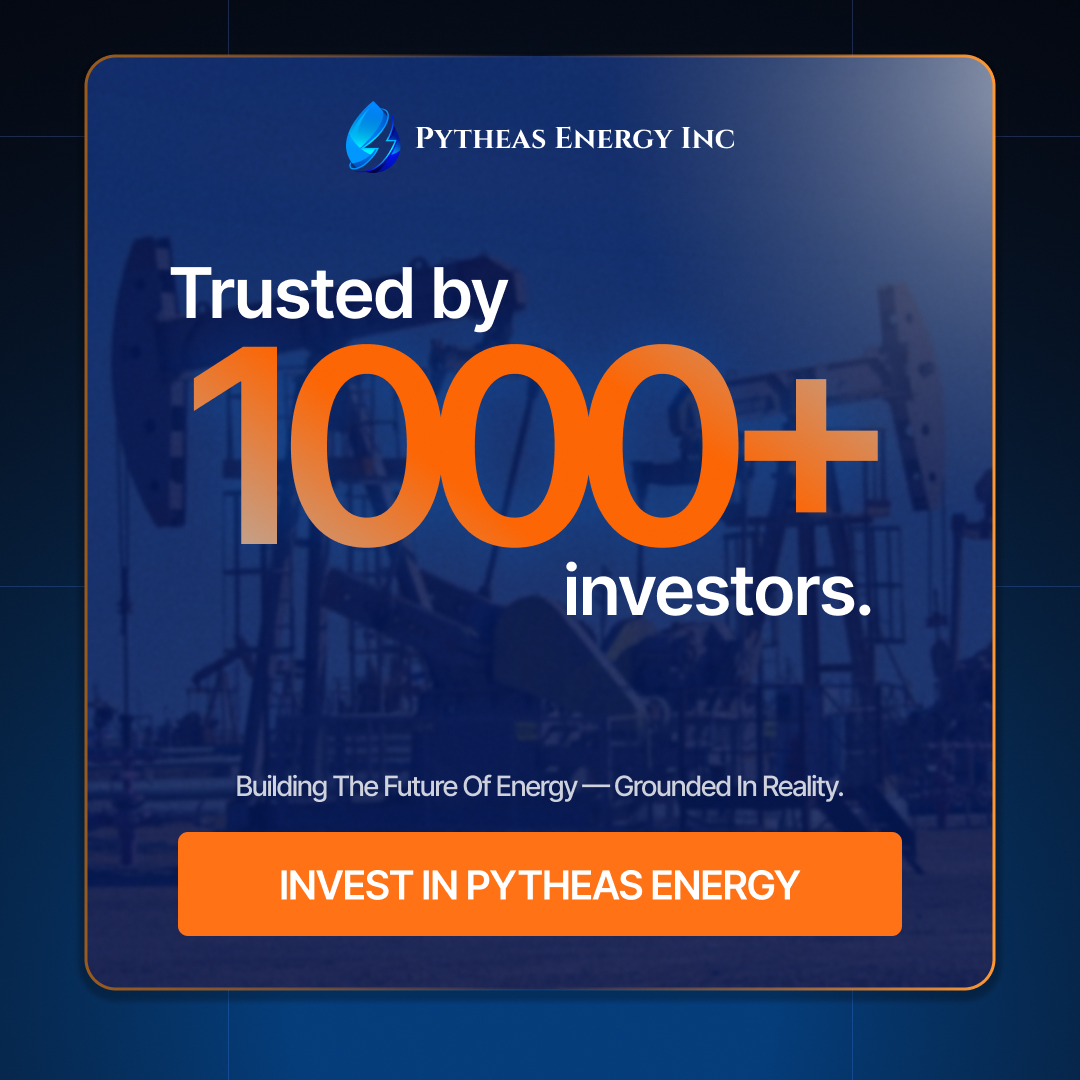 Pytheas Energy Inc
Trusted by
1000+
investors.
Building The Future Of Energy — Grounded In Reality.
INVEST IN PYTHEAS ENERGY